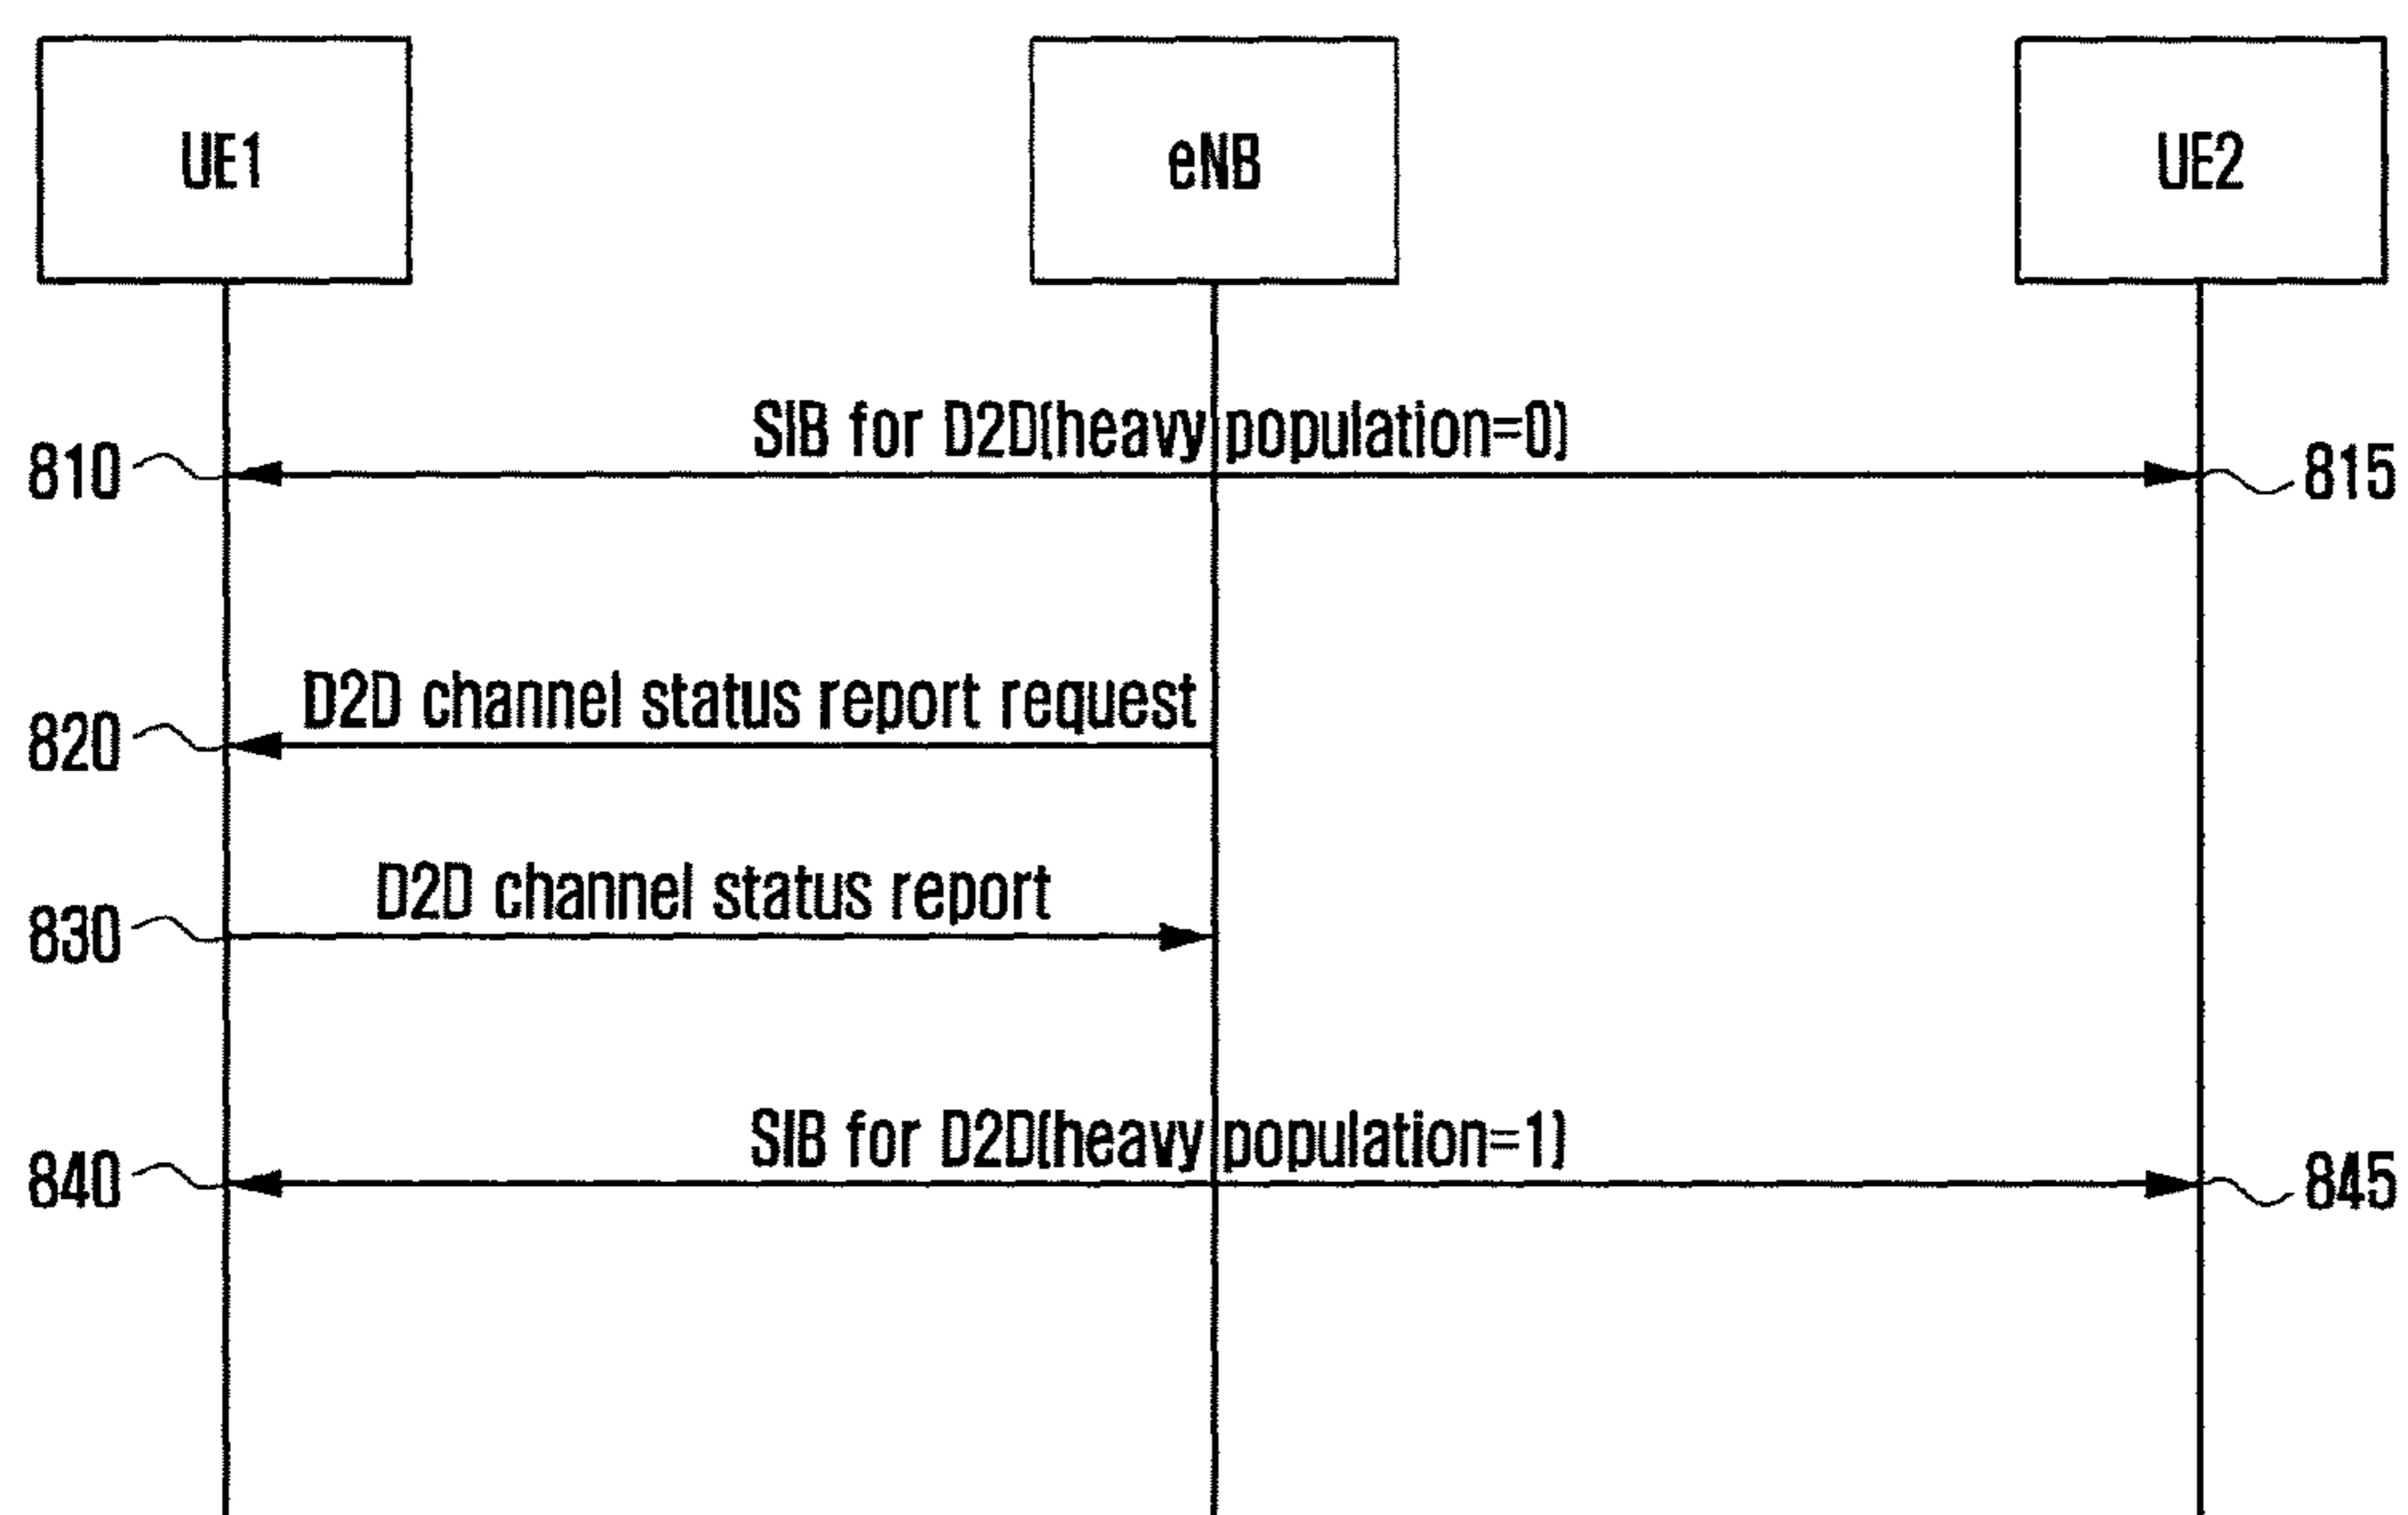 UE1
eNB
UE2
SIB for D2D(heavy population=0)
810
815
D2D channel status report request
820
D2D channel status report
830
SIB for D2D(heavy population=1)
840
845